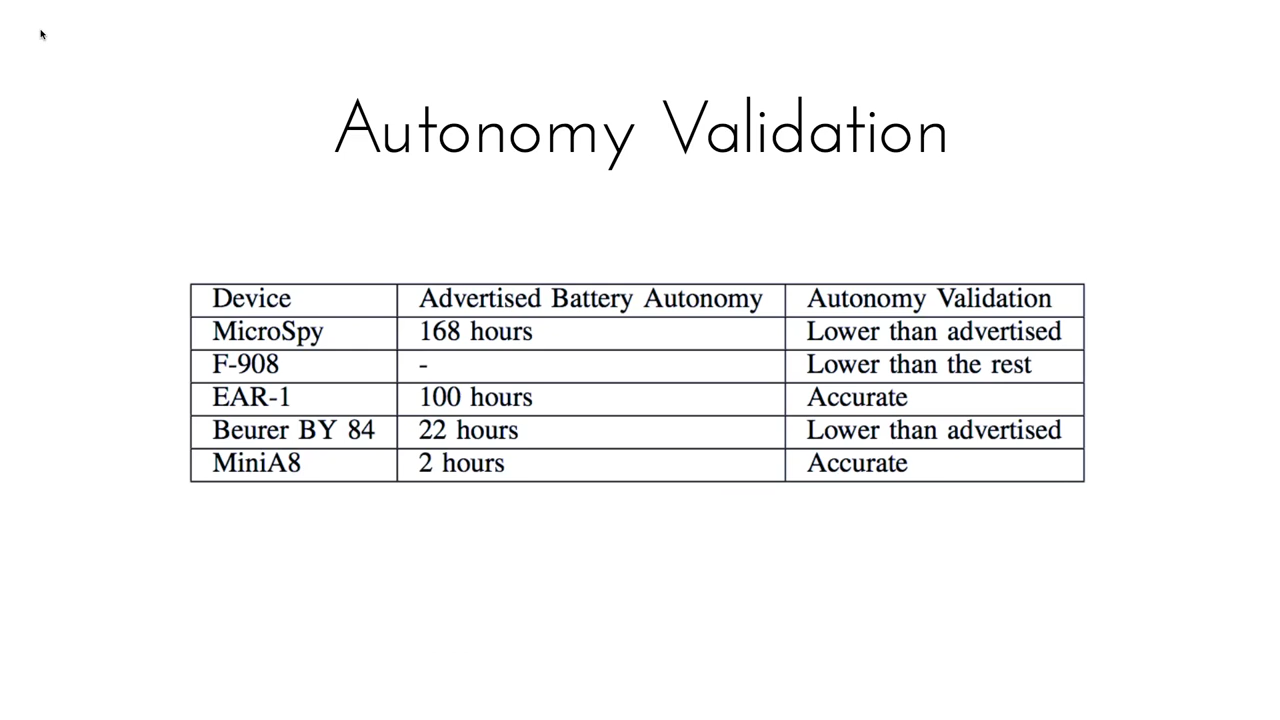 Autonomy Validation
Device Advertised Battery Autonomy Autonomy Validation
MicroSpy 168 hours Lower than advertised
F-908 - Lower than the rest
EAR-1 100 hours Accurate
Beurer BY 84 22 hours Lower than advertised
MiniA8 2 hours Accurate